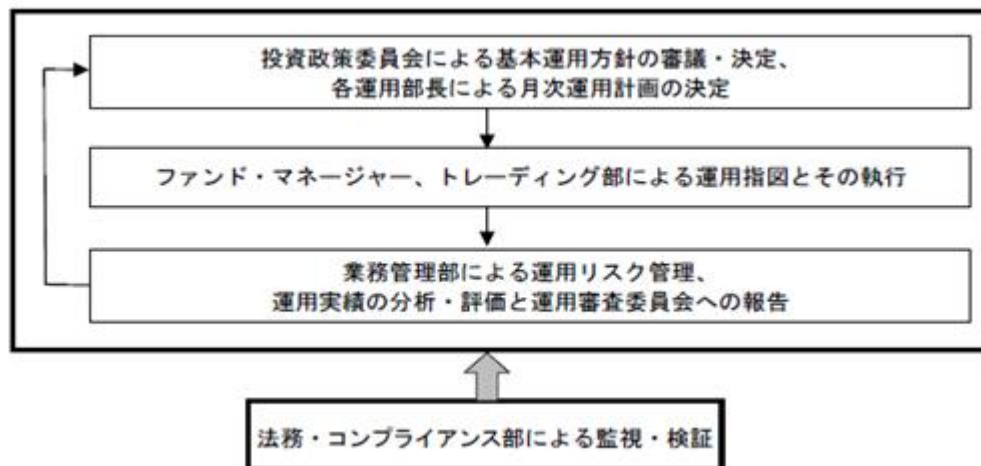 投資政策委員会による基本運用方針の審議・決定、
各運用部長による月次運用計画の決定
ファンド・マネージャー、トレーディング部による運用指図とその執行
業務管理部による運用リスク管理、
運用実績の分析・評価と運用審査委員会への報告
法務・コンプライアンス部による監視・検証